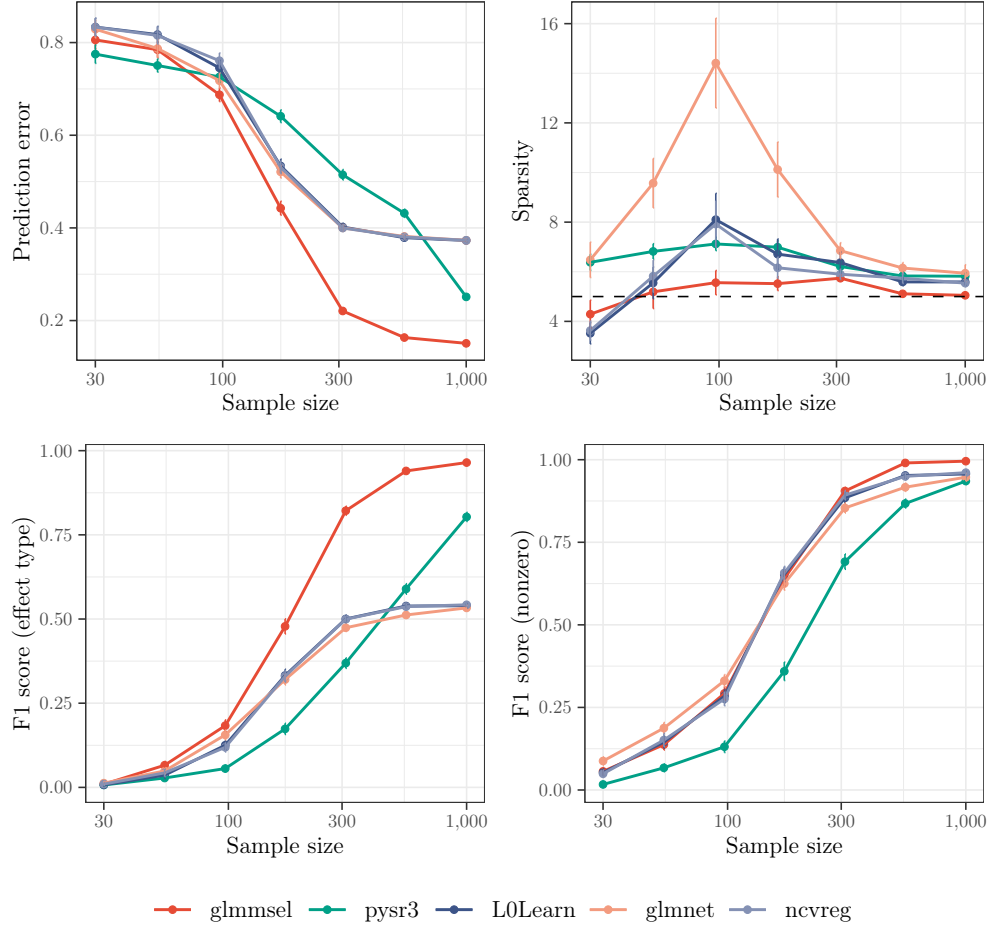 Prediction error
0.8
0.6
0.4
0.2
30
100
300
1,000
Sample size
Sparsity
16
12
8
4
30
100
300
1,000
Sample size
F1 score (effect type)
1.00
0.75
0.50
0.25
0.00
30
100
300
1,000
Sample size
F1 score (nonzero)
1.00
0.75
0.50
0.25
0.00
30
100
300
1,000
Sample size
glmmsel
pysr3
L0Learn
glmnet
ncvreg